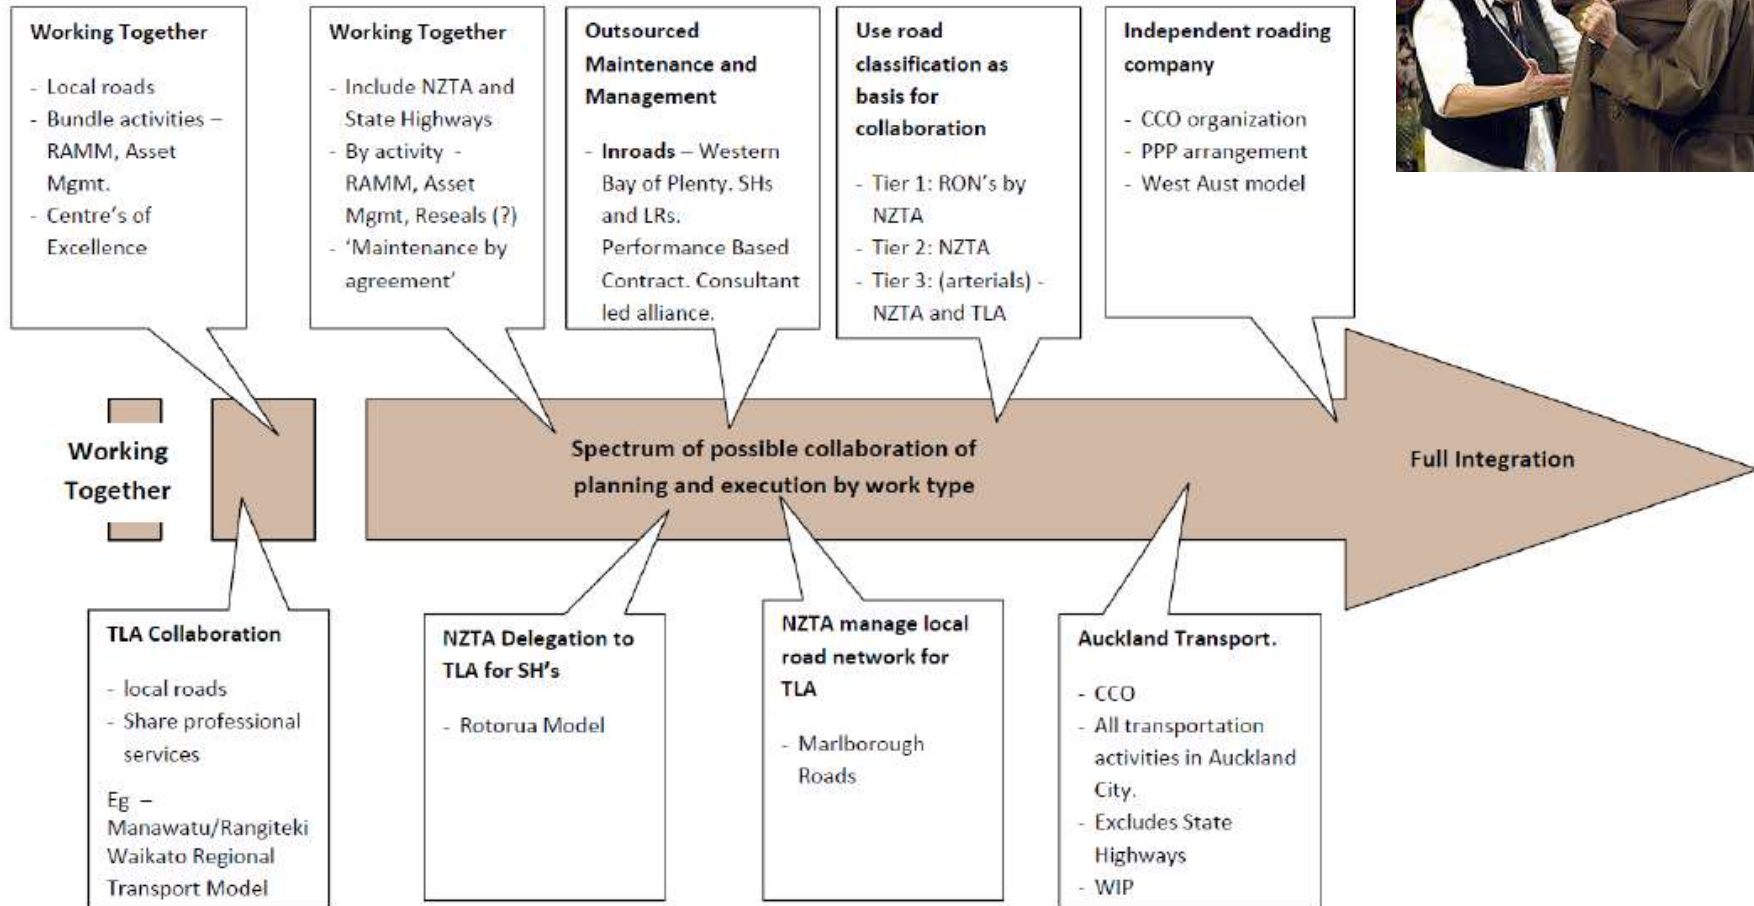 Working Together
- Local roads
- Bundle activities –
RAMM, Asset
Mgmt.
- Centre's of
Excellence
Working Together
- Include NZTA and
State Highways
- By activity -
RAMM, Asset
Mgmt, Reseals (?)
- 'Maintenance by
agreement'
Outsourced
Maintenance and
Management
- Inroads – Western
Bay of Plenty. SHs
and LRs.
Performance Based
Contract. Consultant
led alliance.
Use road
classification as
basis for
collaboration
- Tier 1: RON's by
NZTA
- Tier 2: NZTA
- Tier 3: (arterials) -
NZTA and TLA
Independent roading
company
- CCO organization
- PPP arrangement
- West Aust model
Working
Together
Spectrum of possible collaboration of
planning and execution by work type
Full Integration
TLA Collaboration
- local roads
- Share professional
services
Eg –
Manawatu/Rangiteki
Waikato Regional
Transport Model
NZTA Delegation to
TLA for SH's
- Rotorua Model
NZTA manage local
road network for
TLA
- Marlborough
Roads
Auckland Transport.
- CCO
- All transportation
activities in Auckland
City.
- Excludes State
Highways
- WIP